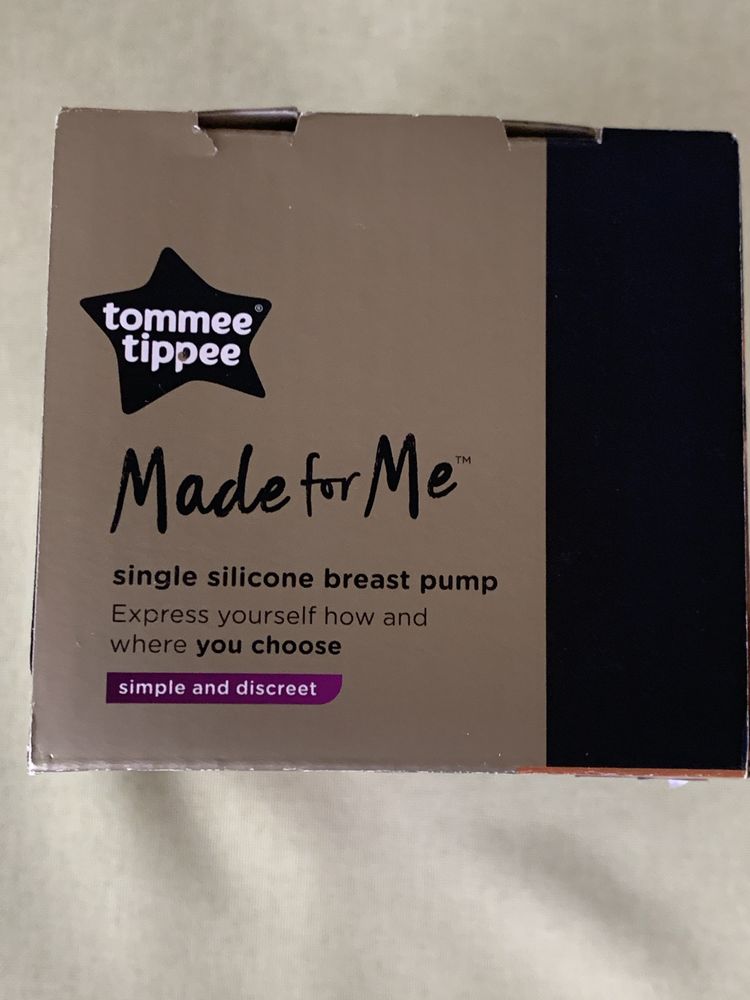 tommee®
tippee
Made for Me™
single silicone breast pump
Express yourself how and
where you choose
simple and discreet